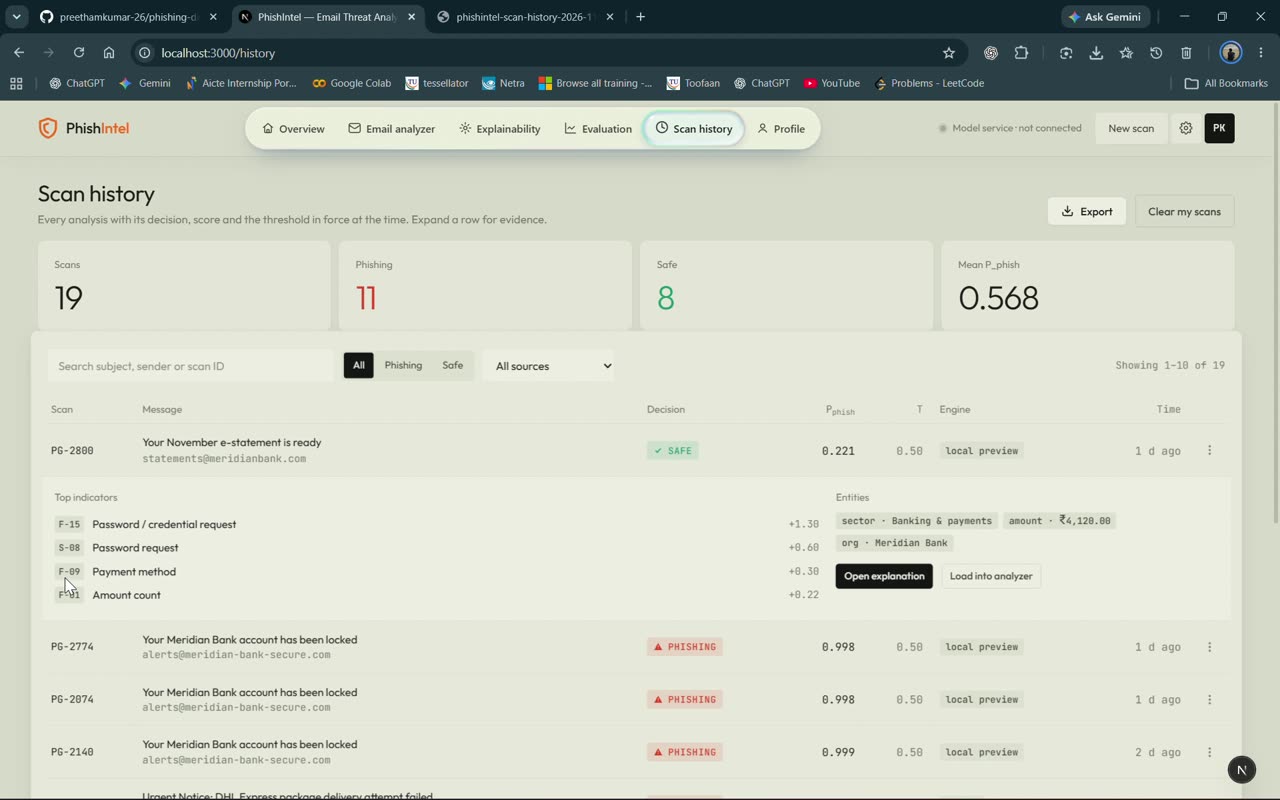 preethamkumar-26/phishing-d
PhishIntel — Email Threat Anal
phishintel-scan-history-2026-1
Ask Gemini
localhost:3000/history
ChatGPT
Gemini
Aicte Internship Por...
Google Colab
tessellator
Netra
Browse all training -...
Toofaan
ChatGPT
YouTube
Problems - LeetCode
All Bookmarks
PhishIntel
Overview
Email analyzer
Explainability
Evaluation
Scan history
Profile
Model service · not connected
New scan
PK
Scan history
Every analysis with its decision, score and the threshold in force at the time. Expand a row for evidence.
Export
Clear my scans
Scans
19
Phishing
11
Safe
8
Mean P_phish
0.568
Search subject, sender or scan ID
All
Phishing
Safe
All sources
Showing 1-10 of 19
Scan Message Decision Pphish T Engine Time
PG-2800 Your November e-statement is ready SAFE 0.221 0.50 local preview 1 d ago
statements@meridianbank.com
Top indicators
F-15 Password / credential request +1.30
S-08 Password request +0.60
F-09 Payment method +0.30
Amount count +0.22
Entities
sector · Banking & payments
amount · ₹4,120.00
org · Meridian Bank
Open explanation
Load into analyzer
PG-2774 Your Meridian Bank account has been locked PHISHING 0.998 0.50 local preview 1 d ago
alerts@meridian-bank-secure.com
PG-2074 Your Meridian Bank account has been locked PHISHING 0.998 0.50 local preview 1 d ago
alerts@meridian-bank-secure.com
PG-2140 Your Meridian Bank account has been locked PHISHING 0.999 0.50 local preview 2 d ago
alerts@meridian-bank-secure.com
Urgent Notice: DHL Express package delivery attempt failed
N